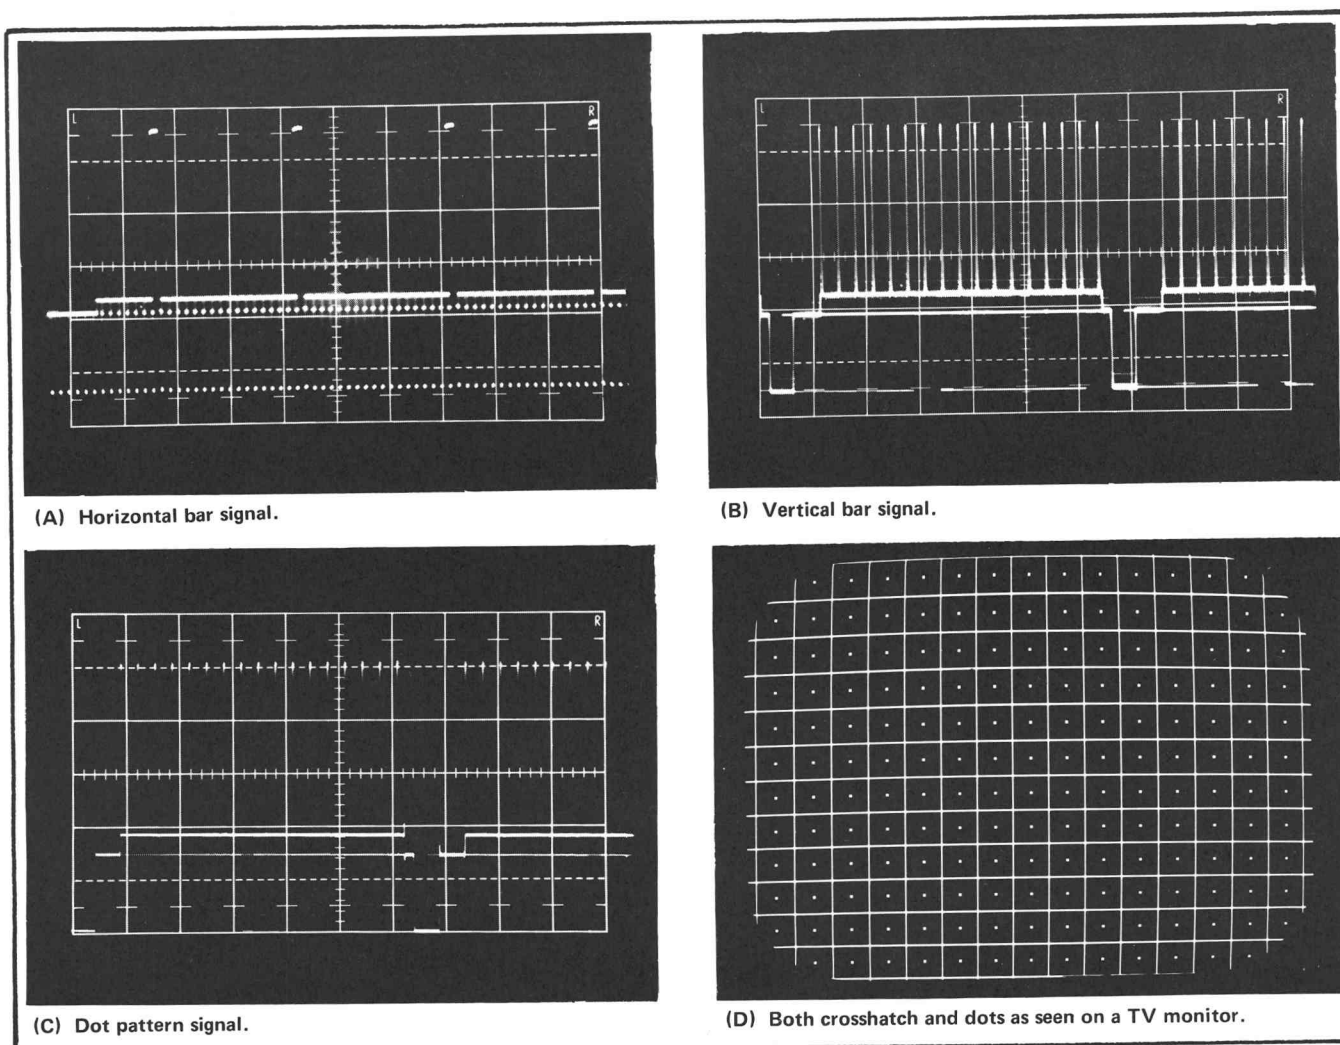 L R
L R
(A) Horizontal bar signal.
(B) Vertical bar signal.
L R
(C) Dot pattern signal.
(D) Both crosshatch and dots as seen on a TV monitor.